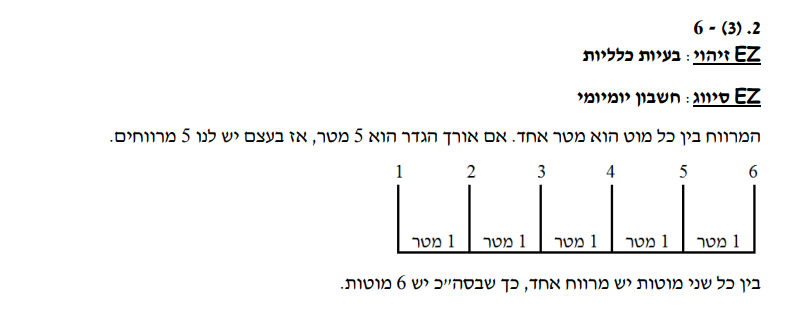 2. (3) - 6
EZ זיהוי: בעיות כלליות
EZ סיווג: חשבון יומיומי
המרווח בין כל מוט הוא מטר אחד. אם אורך הגדר הוא 5 מטר, אז בעצם יש לנו 5 מרווחים.
1 2 3 4 5 6
1 מטר 1 מטר 1 מטר 1 מטר 1 מטר
בין כל שני מוטות יש מרווח אחד, כך שבסה״כ יש 6 מוטות.